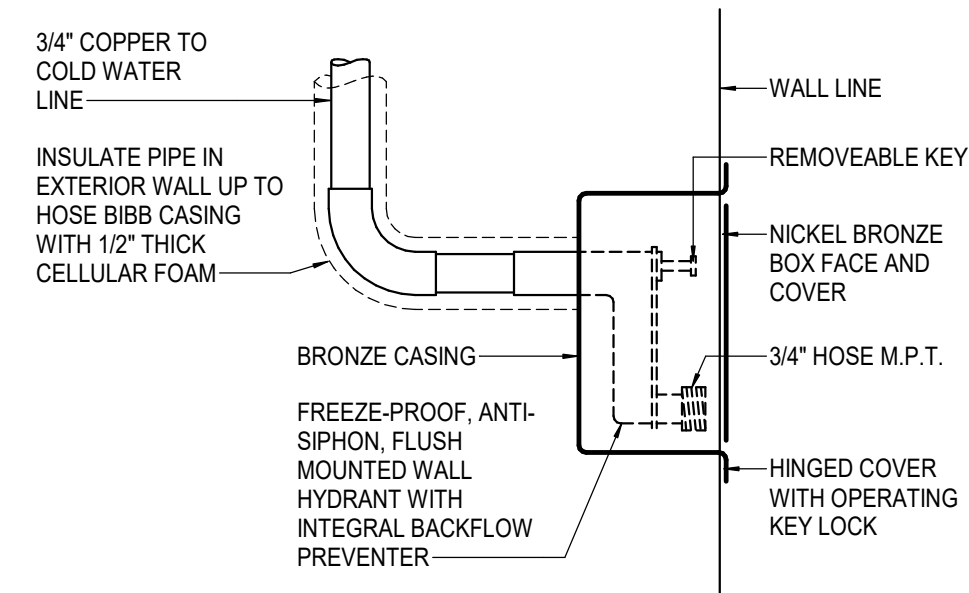 3/4" COPPER TO
COLD WATER
LINE
INSULATE PIPE IN
EXTERIOR WALL UP TO
HOSE BIBB CASING
WITH 1/2" THICK
CELLULAR FOAM
BRONZE CASING
FREEZE-PROOF, ANTI-
SIPHON, FLUSH
MOUNTED WALL
HYDRANT WITH
INTEGRAL BACKFLOW
PREVENTER
WALL LINE
REMOVEABLE KEY
NICKEL BRONZE
BOX FACE AND
COVER
3/4" HOSE M.P.T.
HINGED COVER
WITH OPERATING
KEY LOCK